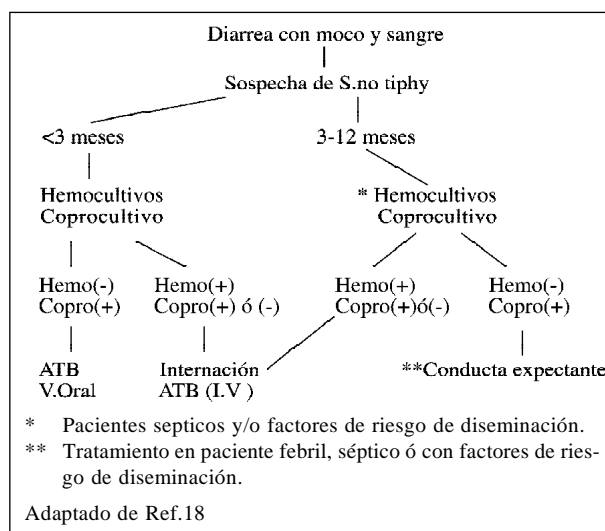 Diarrea con moco y sangre
Sospecha de S.no tiphy
<3 meses 3-12 meses
Hemocultivos * Hemocultivos
Coprocultivo Coprocultivo
Hemo(-) Hemo(+) Hemo(+) Hemo(-)
Copro(+) Copro(+) ó (-) Copro(+)ó(-) Copro(+)
ATB Internación **Conducta expectante
V.Oral ATB (I.V )
* Pacientes septicos y/o factores de riesgo de diseminación.
** Tratamiento en paciente febril, séptico ó con factores de ries-
go de diseminación.
Adaptado de Ref.18